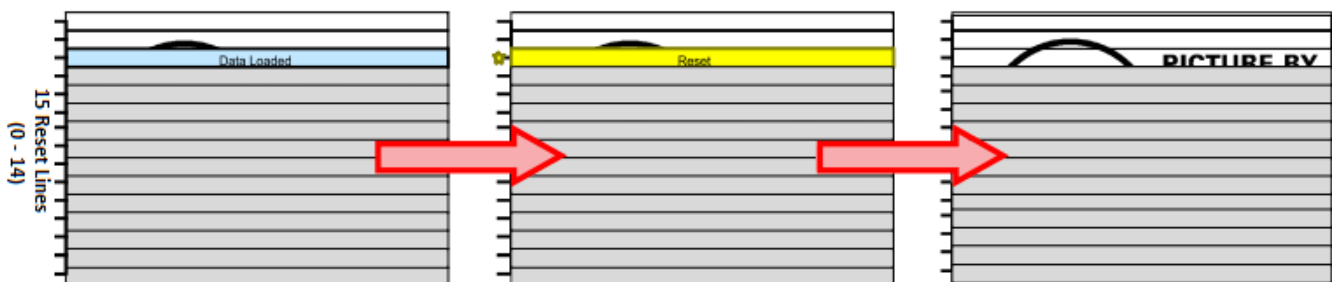 15 Reset Lines
(0 - 14)
Data Loaded
Reset
PICTURE BY